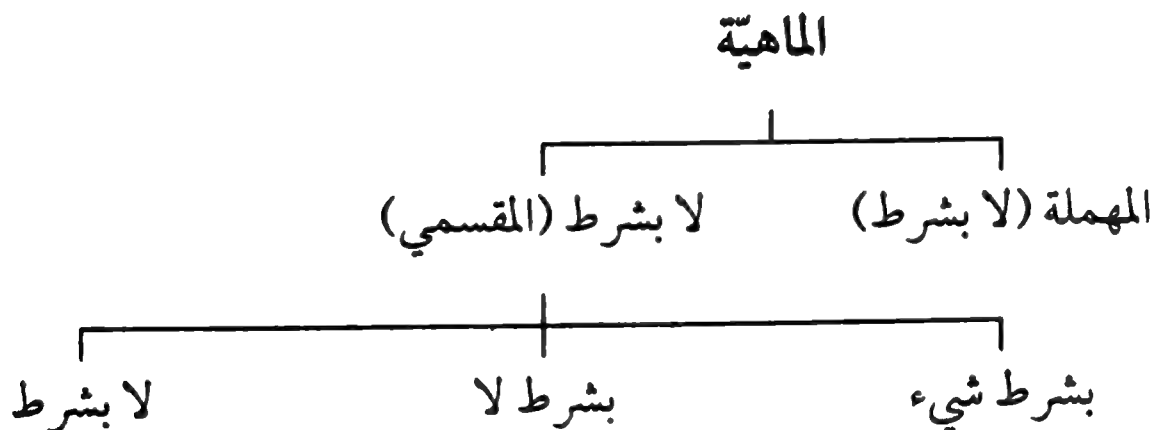 الماهيّة
المهملة (لا بشرط) لا بشرط (المقسمي)
بشرط شيء بشرط لا لا بشرط